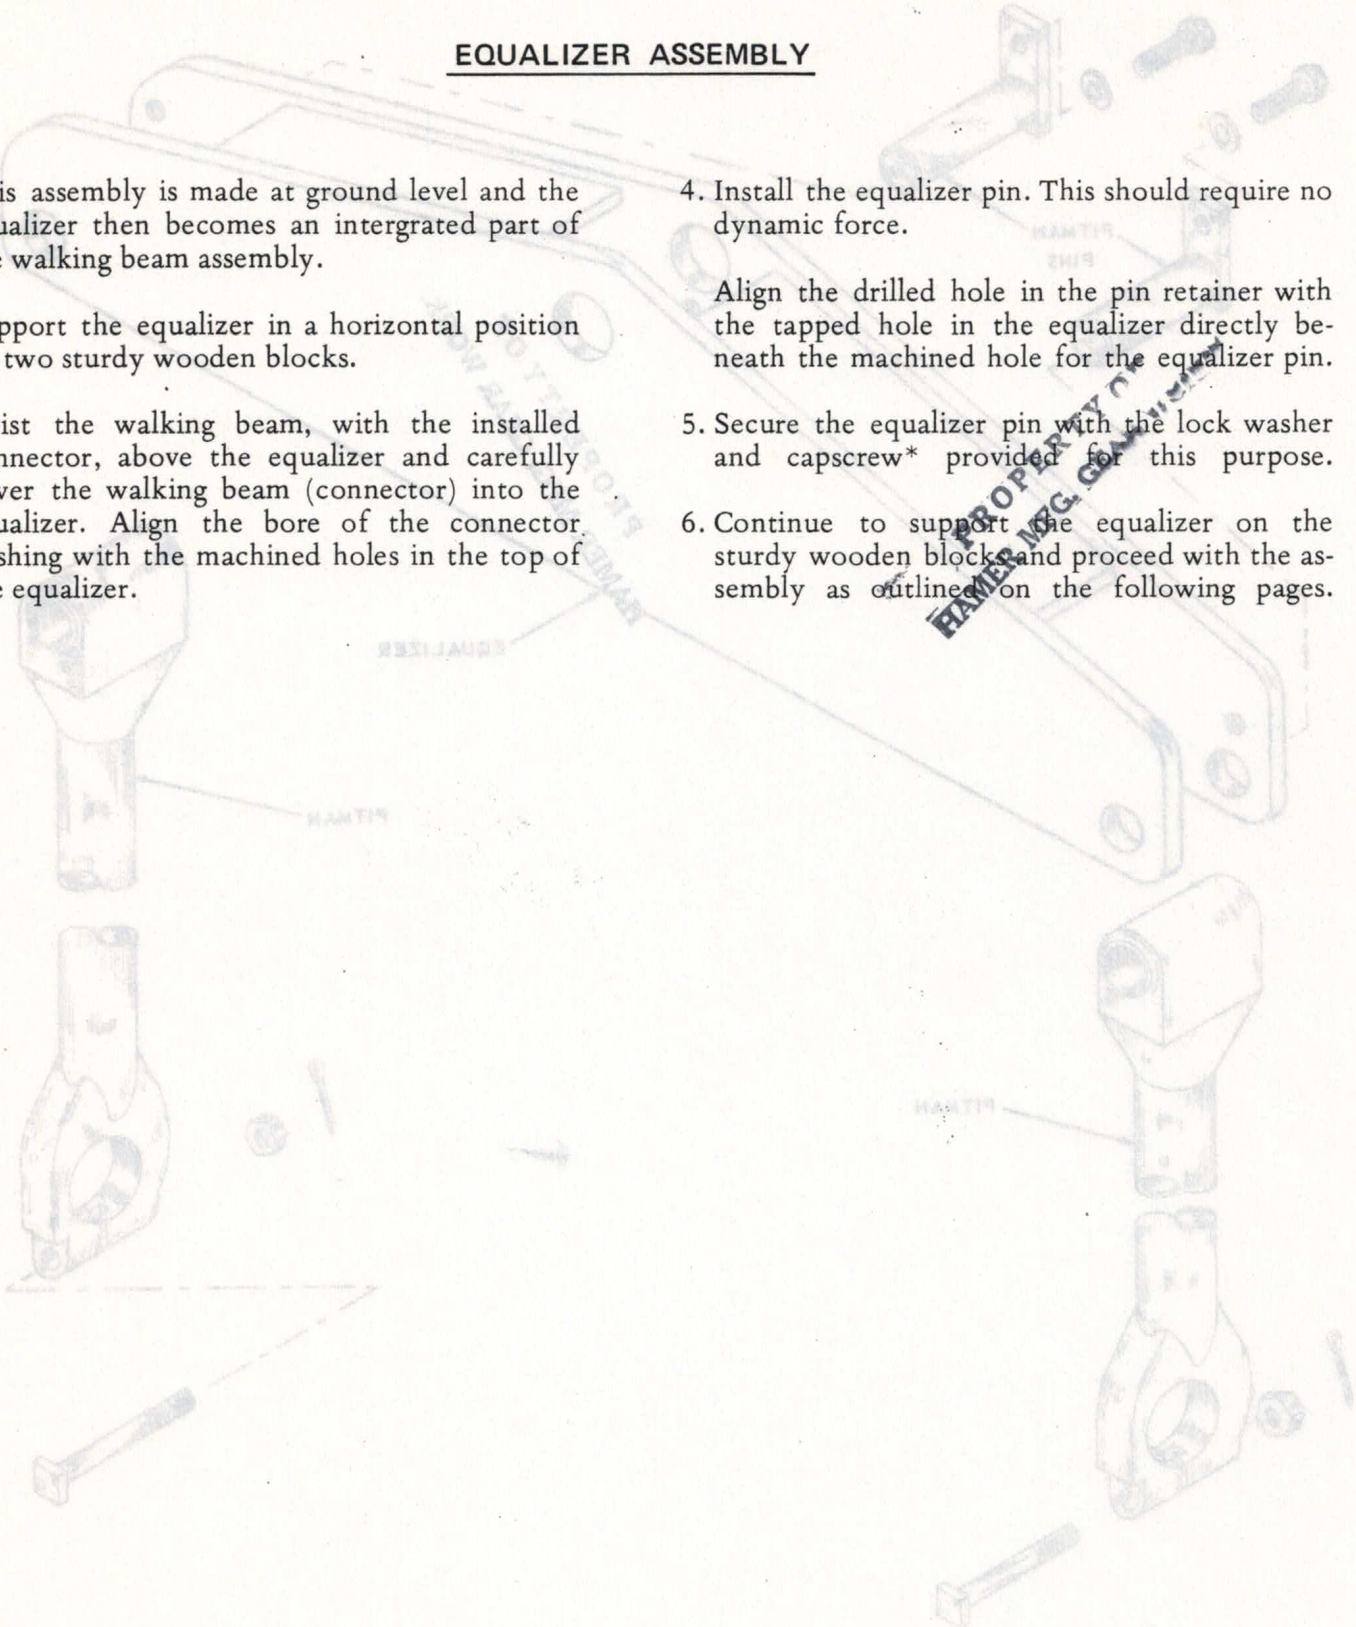 EQUALIZER ASSEMBLY
is assembly is made at ground level and the
ualizer then becomes an intergrated part of
walking beam assembly.
pport the equalizer in a horizontal position
two sturdy wooden blocks.
ist the walking beam, with the installed
nnector, above the equalizer and carefully
ver the walking beam (connector) into the
ualizer. Align the bore of the connector
shing with the machined holes in the top of
equalizer.
4. Install the equalizer pin. This should require no
dynamic force.
Align the drilled hole in the pin retainer with
the tapped hole in the equalizer directly be-
neath the machined hole for the equalizer pin.
5. Secure the equalizer pin with the lock washer
and capscrew* provided for this purpose.
6. Continue to support the equalizer on the
sturdy wooden blocks and proceed with the as-
sembly as outlined on the following pages.
PROPERTY O
HAMER MFG. GEAR
PITMAN
PINS
EQUALIZER
PITMAN
PITMAN